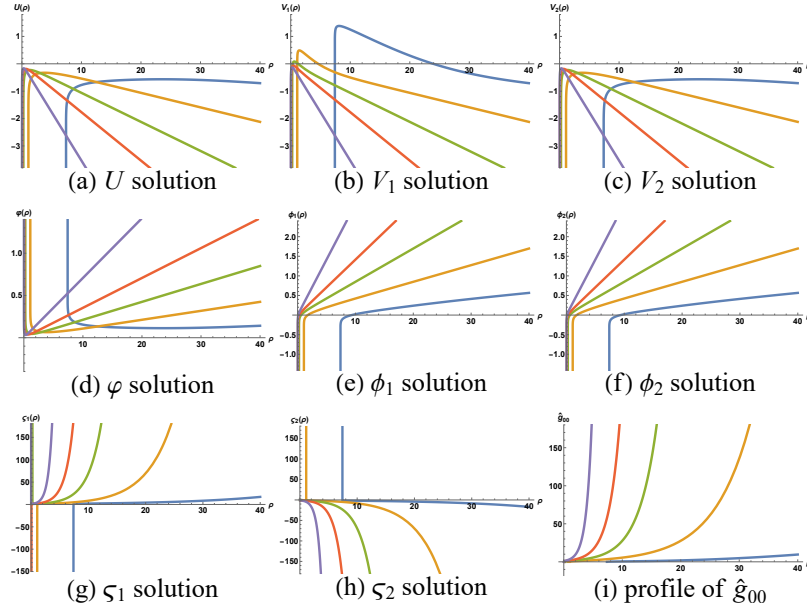 U(ρ)
1
-1
-2
-3
10 20 30 40 ρ
(a) U solution
V₁(ρ)
1
-1
-2
-3
10 20 30 40 ρ
(b) V₁ solution
V₂(ρ)
1
-1
-2
-3
10 20 30 40
(c) V₂ solution
φ(ρ)
1.0
0.5
10 20 30 40 ρ
(d) φ solution
ϕ₁(ρ)
2.0
1.5
1.0
0.5
-0.5
-1.0
10 20 30 40 ρ
(e) ϕ₁ solution
ϕ₂(ρ)
2.0
1.5
1.0
0.5
-0.5
-1.0
10 20 30 40
(f) ϕ₂ solution
ς₁(ρ)
150
100
50
-50
-100
-150
10 20 30 40 ρ
(g) ς₁ solution
ς₂(ρ)
150
100
50
-50
-100
-150
10 20 30 40 ρ
(h) ς₂ solution
ĝ₀₀
150
100
50
10 20 30 40
(i) profile of ĝ₀₀